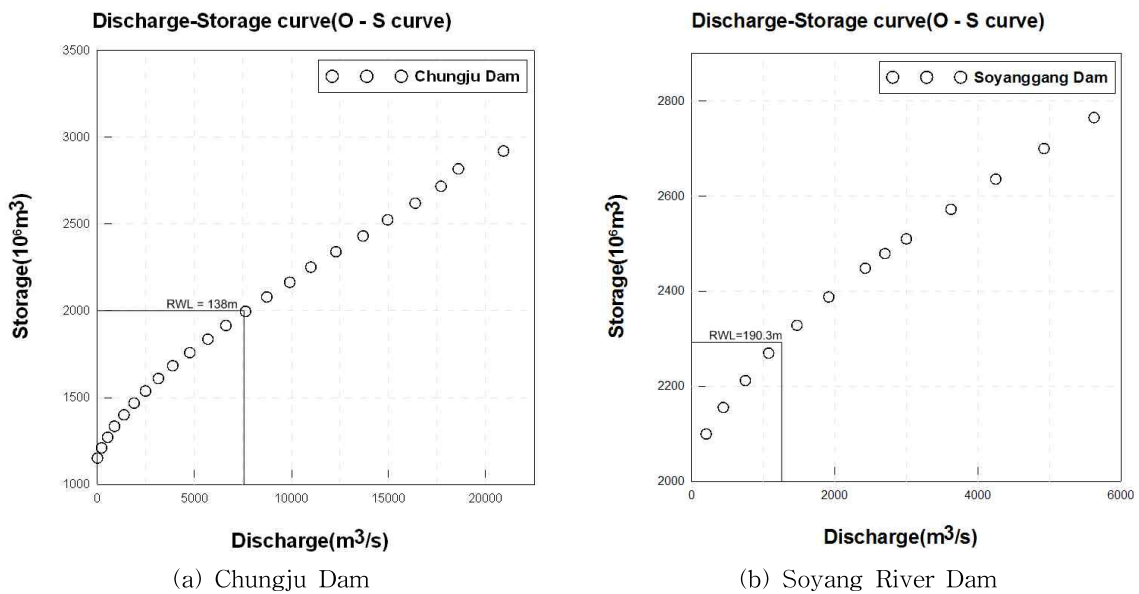 Discharge-Storage curve(O - S curve)
Chungju Dam
Storage(10⁶m³)
3500
3000
2500
2000
1500
1000
RWL = 138m
0
5000
10000
15000
20000
Discharge(m³/s)
(a) Chungju Dam
Discharge-Storage curve(O - S curve)
Soyanggang Dam
Storage(10⁶m³)
2800
2600
2400
2200
2000
RWL=190.3m
0
2000
4000
6000
Discharge(m³/s)
(b) Soyang River Dam